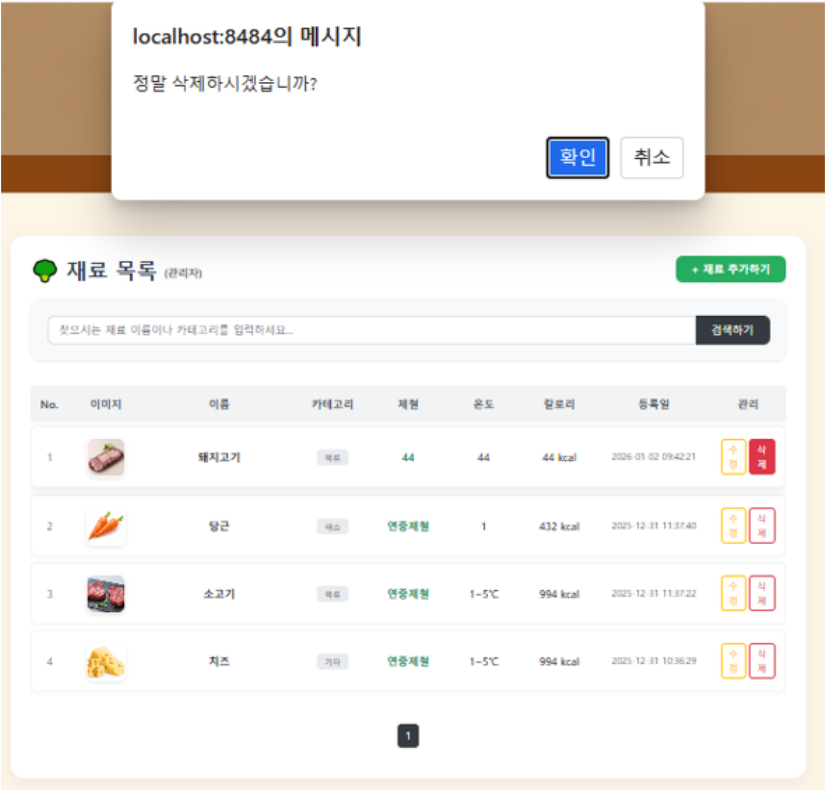 localhost:8484의 메시지
정말 삭제하시겠습니까?
확인 취소
재료 목록 (관리자)
+ 재료 추가하기
찾으시는 재료 이름이나 카테고리를 입력하세요... 검색하기
No. 이미지 이름 카테고리 제철 온도 칼로리 등록일 관리
1 돼지고기 육류 44 44 44 kcal 2026-01-02 09:42:21 수정 삭제
2 당근 채소 연중제철 1 432 kcal 2025-12-31 11:37:40 수정 삭제
3 소고기 육류 연중제철 1~5℃ 994 kcal 2025-12-31 11:37:22 수정 삭제
4 치즈 기타 연중제철 1~5℃ 994 kcal 2025-12-31 10:36:29 수정 삭제
1